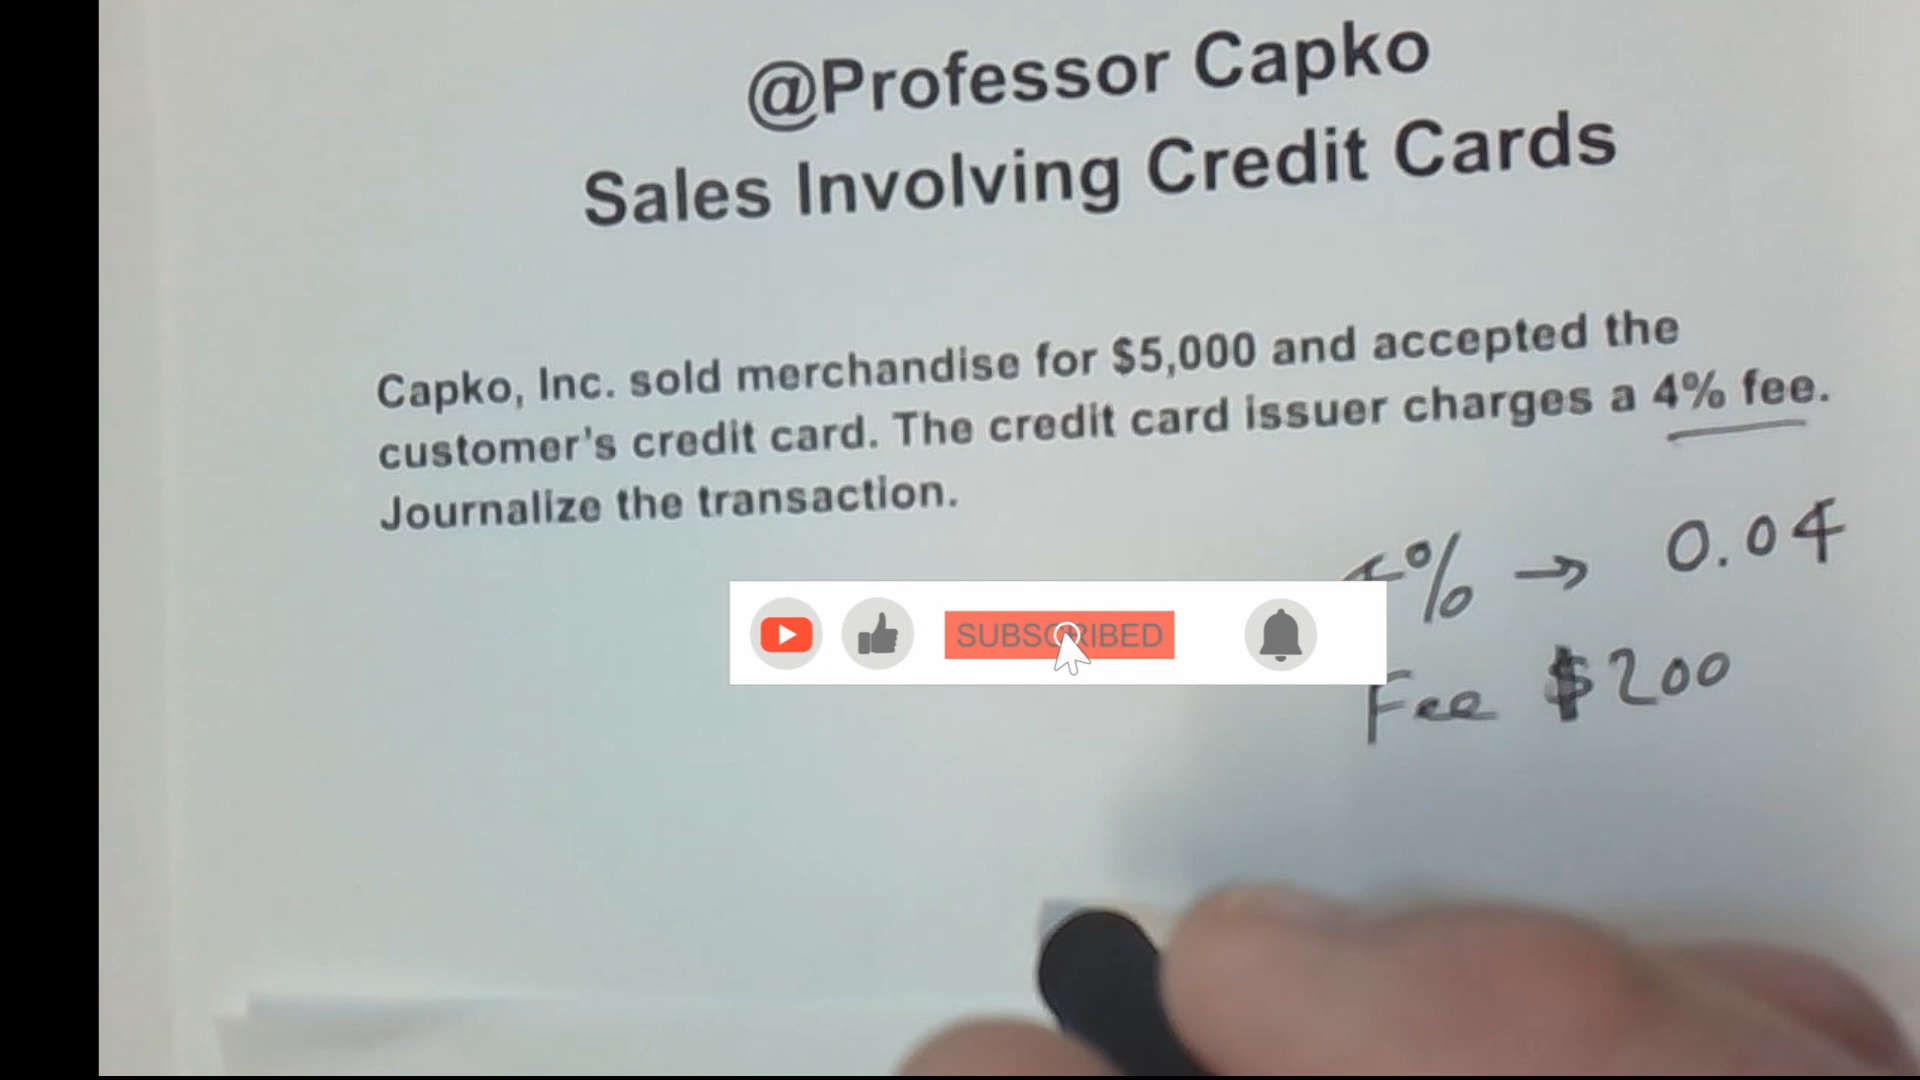 @Professor Capko
Sales Involving Credit Cards
Capko, Inc. sold merchandise for $5,000 and accepted the
customer's credit card. The credit card issuer charges a 4% fee.
Journalize the transaction.
4% → 0.04
SUBSCRIBED
Fee $200